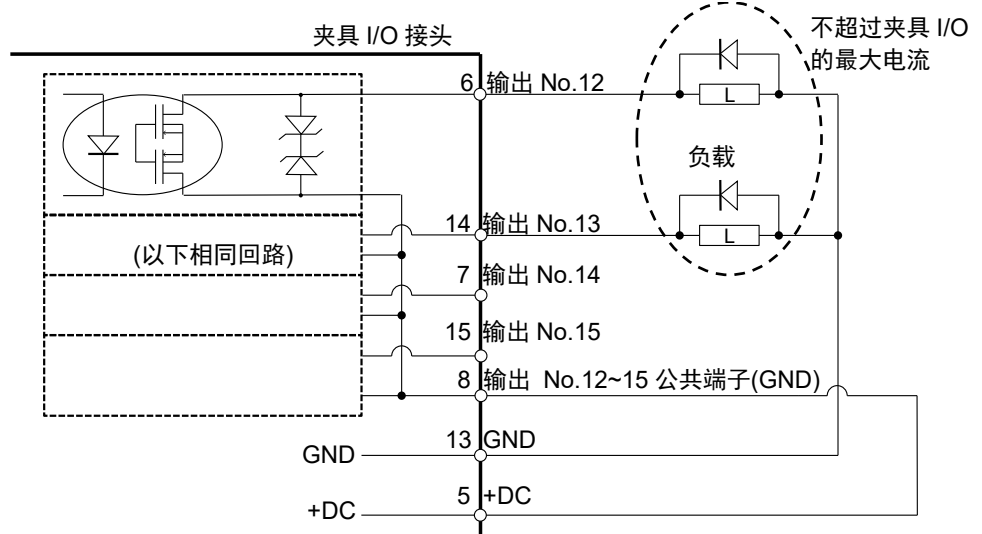 夹具 I/O 接头
不超过夹具 I/O
的最大电流
6 输出 No.12
L
负载
14 输出 No.13
L
(以下相同回路)
7 输出 No.14
15 输出 No.15
8 输出 No.12~15 公共端子(GND)
GND 13 GND
+DC 5 +DC